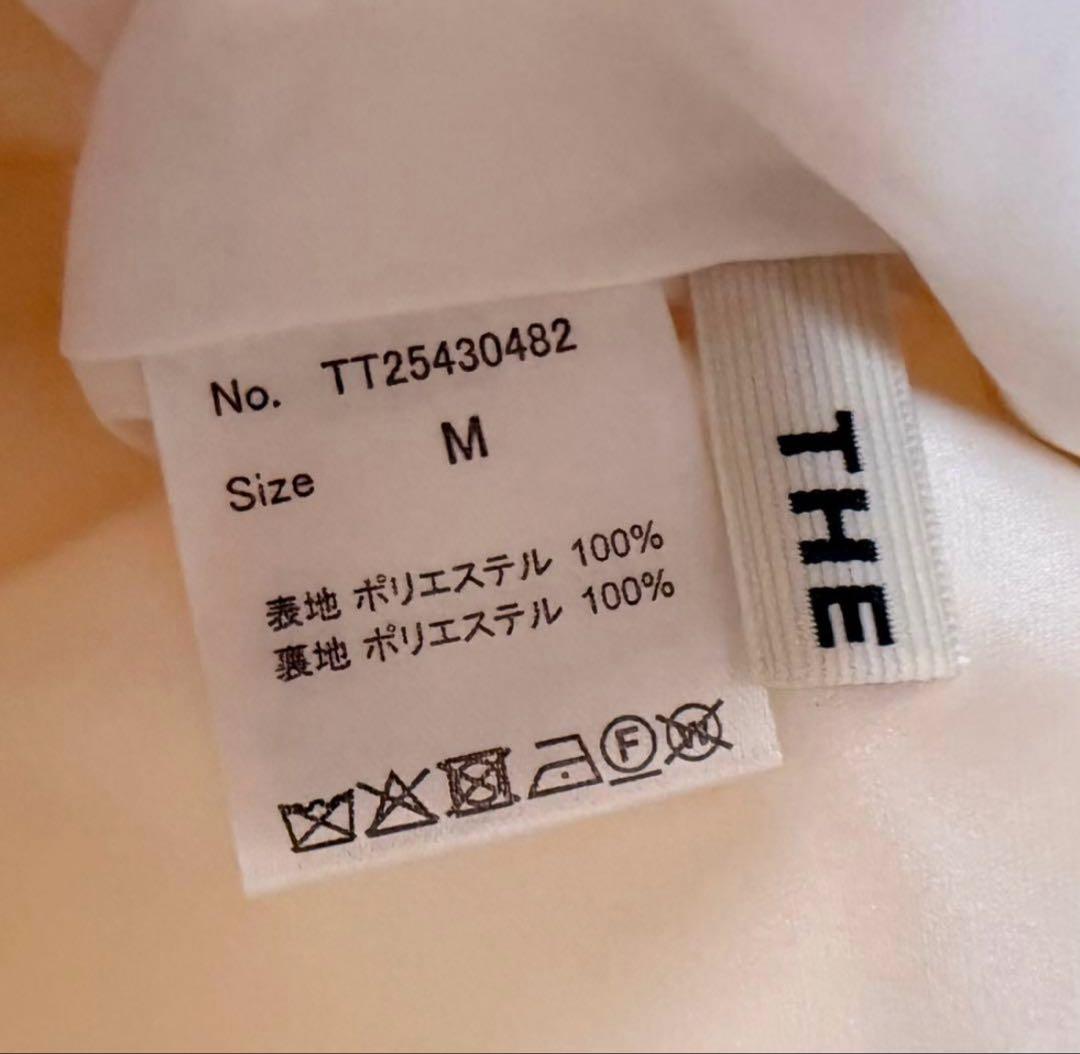 No. TT25430482
Size M
表地 ポリエステル 100%
裏地 ポリエステル 100%
F W
THE